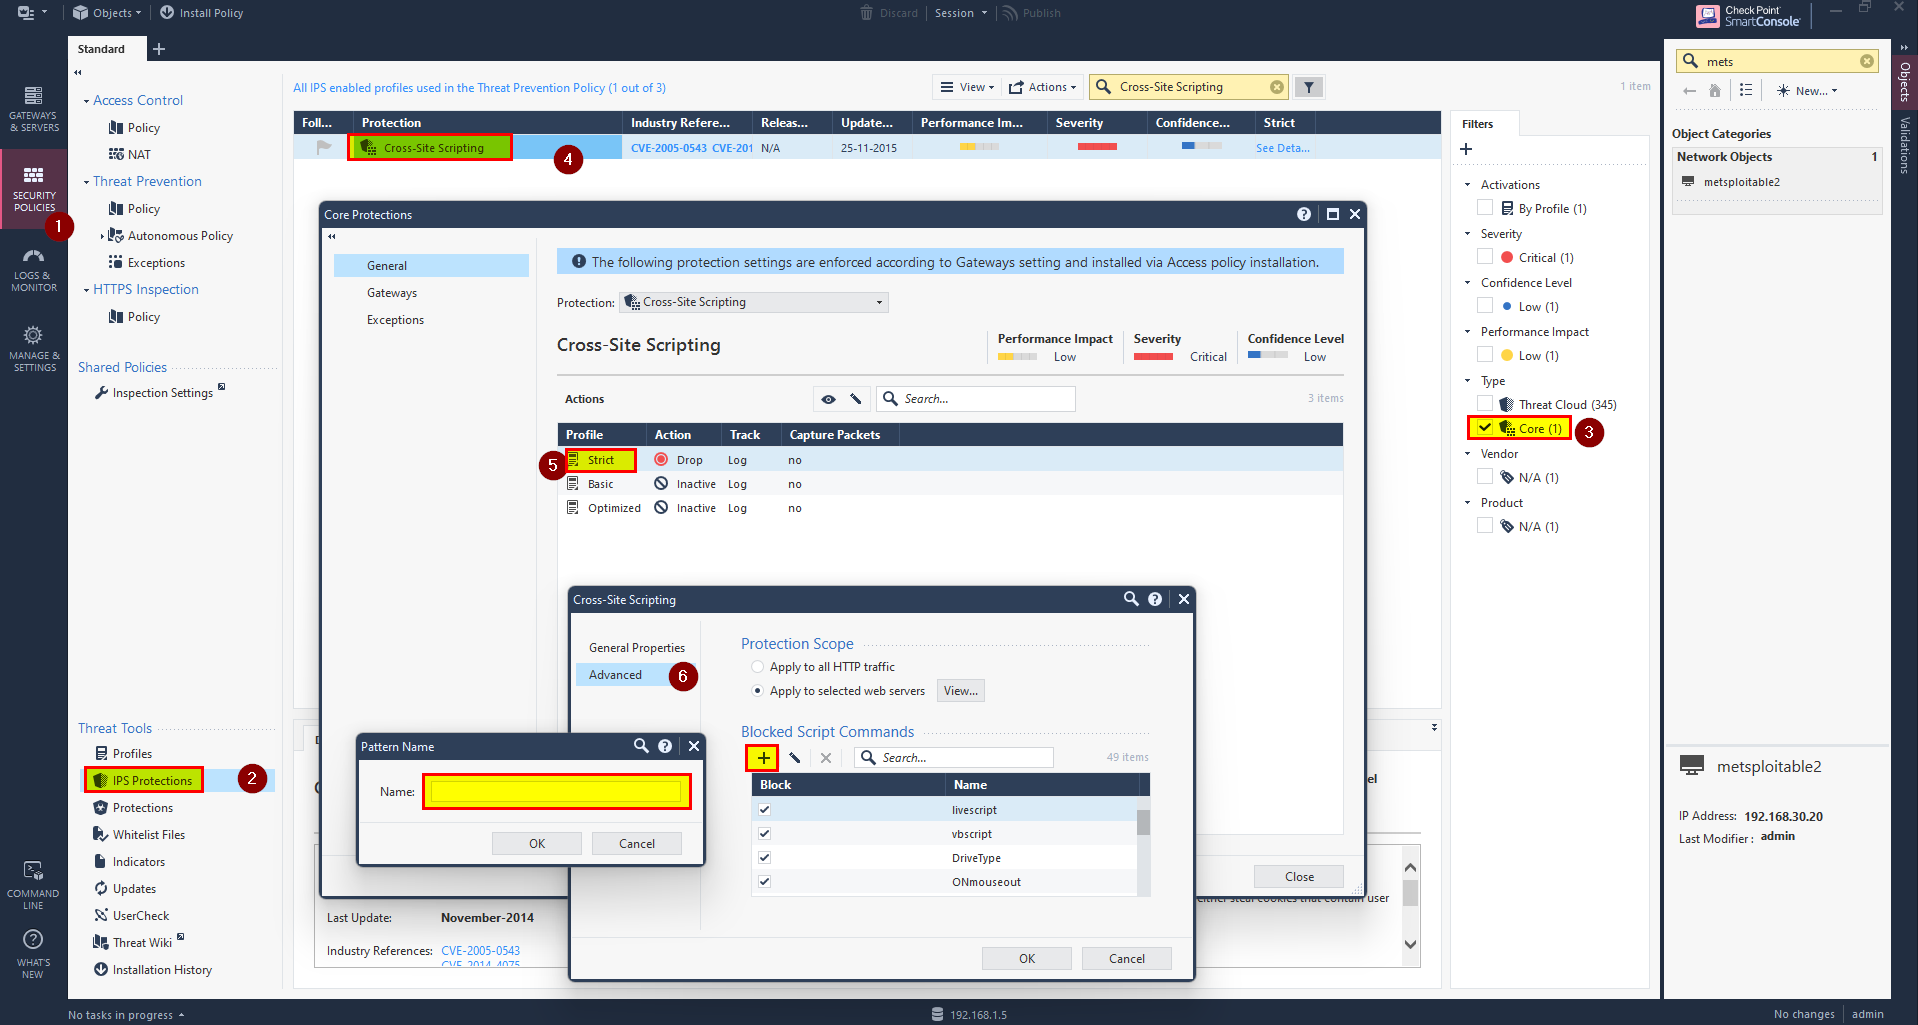 Objects
Install Policy
Discard
Session
Publish
Check Point
SmartConsole
Standard
GATEWAYS
& SERVERS
SECURITY
POLICIES
1
LOGS &
MONITOR
MANAGE &
SETTINGS
COMMAND
LINE
WHAT'S
NEW
Access Control
Policy
NAT
Threat Prevention
Policy
Autonomous Policy
Exceptions
HTTPS Inspection
Policy
Shared Policies
Inspection Settings
Threat Tools
Profiles
IPS Protections
2
Protections
Whitelist Files
Indicators
Updates
UserCheck
Threat Wiki
Installation History
All IPS enabled profiles used in the Threat Prevention Policy (1 out of 3)
View
Actions
Cross-Site Scripting
1 item
Foll... Protection Industry Refere... Releas... Update... Performance Im... Severity Confidence... Strict
Cross-Site Scripting CVE-2005-0543 CVE-201 N/A 25-11-2015 See Deta...
4
Core Protections
General
Gateways
Exceptions
The following protection settings are enforced according to Gateways setting and installed via Access policy installation.
Protection: Cross-Site Scripting
Cross-Site Scripting
Performance Impact
Low
Severity
Critical
Confidence Level
Low
Actions
Search...
3 items
Profile Action Track Capture Packets
5
Strict Drop Log no
Basic Inactive Log no
Optimized Inactive Log no
Cross-Site Scripting
General Properties
Advanced
6
Protection Scope
Apply to all HTTP traffic
Apply to selected web servers
View...
Blocked Script Commands
Search...
49 items
Block Name
livescript
vbscript
DriveType
ONmouseout
OK
Cancel
Pattern Name
Name:
OK
Cancel
Close
Last Update: November-2014
Industry References: CVE-2005-0543
CVE-2014-4075
either steal cookies that contain user
Filters
Activations
By Profile (1)
Severity
Critical (1)
Confidence Level
Low (1)
Performance Impact
Low (1)
Type
Threat Cloud (345)
Core (1)
3
Vendor
N/A (1)
Product
N/A (1)
mets
New...
Object Categories
Network Objects 1
metsploitable2
Objects
Validations
metsploitable2
IP Address: 192.168.30.20
Last Modifier: admin
No tasks in progress
192.168.1.5
No changes
admin